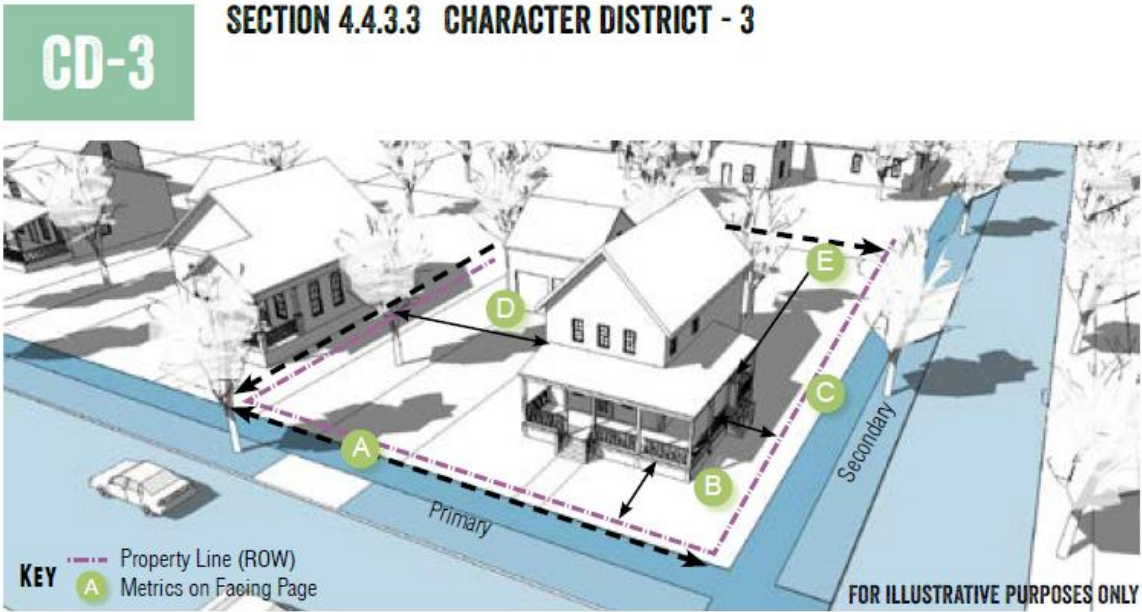 CD-3
SECTION 4.4.3.3 CHARACTER DISTRICT - 3
E
D
C
A
B
Secondary
Primary
KEY
Property Line (ROW)
A Metrics on Facing Page
FOR ILLUSTRATIVE PURPOSES ONLY